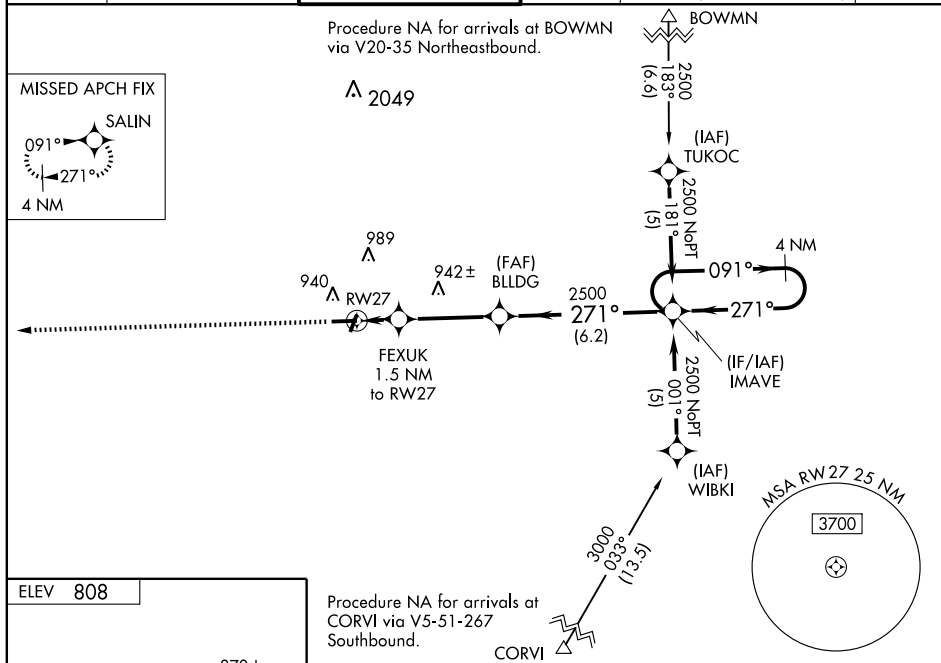 Procedure NA for arrivals at BOWMN
via V20-35 Northeastbound.
BOWMN
2500
183°
(6.6)
MISSED APCH FIX
SALIN
091°
271°
4 NM
2049
(IAF)
TUKOC
2500 NoPT
181°
(5)
4 NM
091°
271°
989
940
942±
RW27
(FAF)
BLLDG
2500
271°
(6.2)
FEXUK
1.5 NM
to RW27
(IF/IAF)
IMAVE
2500 NoPT
001°
(5)
(IAF)
WIBKI
MSA RW27 25 NM
3700
3000
033°
(13.5)
ELEV 808
Procedure NA for arrivals at
CORVI via V5-51-267
Southbound.
CORVI